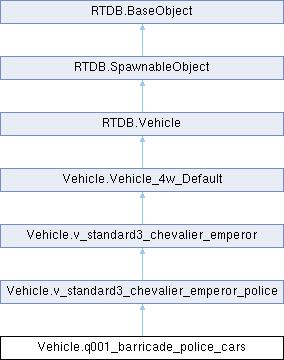 RTDB.BaseObject
RTDB.SpawnableObject
RTDB.Vehicle
Vehicle.Vehicle_4w_Default
Vehicle.v_standard3_chevalier_emperor
Vehicle.v_standard3_chevalier_emperor_police
Vehicle.q001_barricade_police_cars